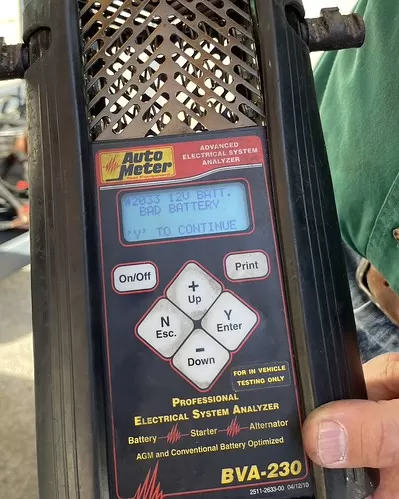 Auto
Meter
ADVANCED
ELECTRICAL SYSTEM
ANALYZER
#2033 12V BATT.
BAD BATTERY
'Y' TO CONTINUE
On/Off
Print
+
Up
N
Esc.
Y
Enter
–
Down
FOR IN VEHICLE
TESTING ONLY
PROFESSIONAL
ELECTRICAL SYSTEM ANALYZER
Battery Starter Alternator
AGM and Conventional Battery Optimized
BVA-230
2511-2633-00 04/12/10